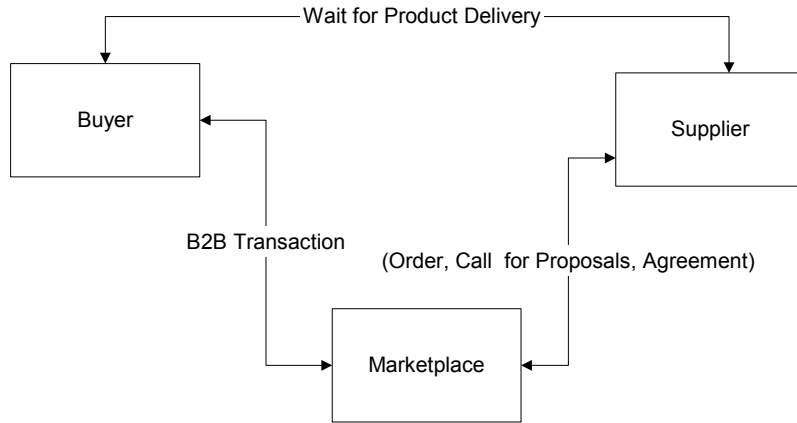 Wait for Product Delivery
Buyer
Supplier
B2B Transaction
(Order, Call  for Proposals, Agreement)
Marketplace